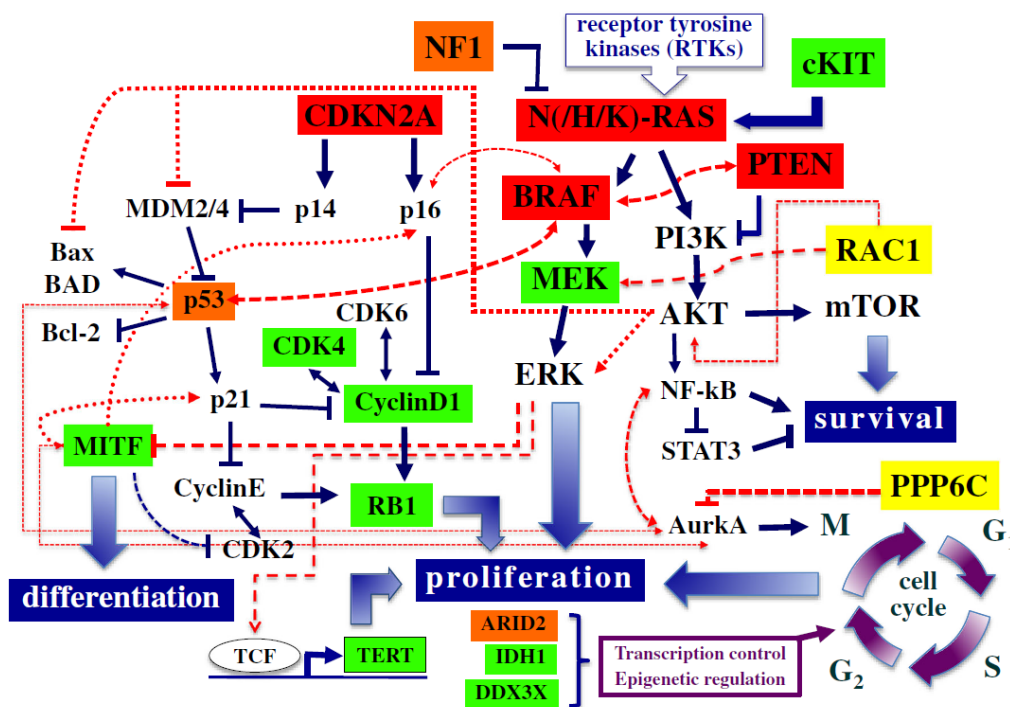 receptor tyrosine
kinases (RTKs)
NF1
cKIT
CDKN2A
N(/H/K)-RAS
PTEN
BRAF
MDM2/4
p14
p16
PI3K
RAC1
Bax
BAD
MEK
p53
CDK6
AKT
mTOR
Bcl-2
CDK4
ERK
NF-kB
p21
CyclinD1
survival
MITF
STAT3
CyclinE
RB1
PPP6C
AurkA
M
G1
CDK2
cell
cycle
differentiation
proliferation
ARID2
TCF
TERT
IDH1
Transcription control
Epigenetic regulation
G2
S
DDX3X